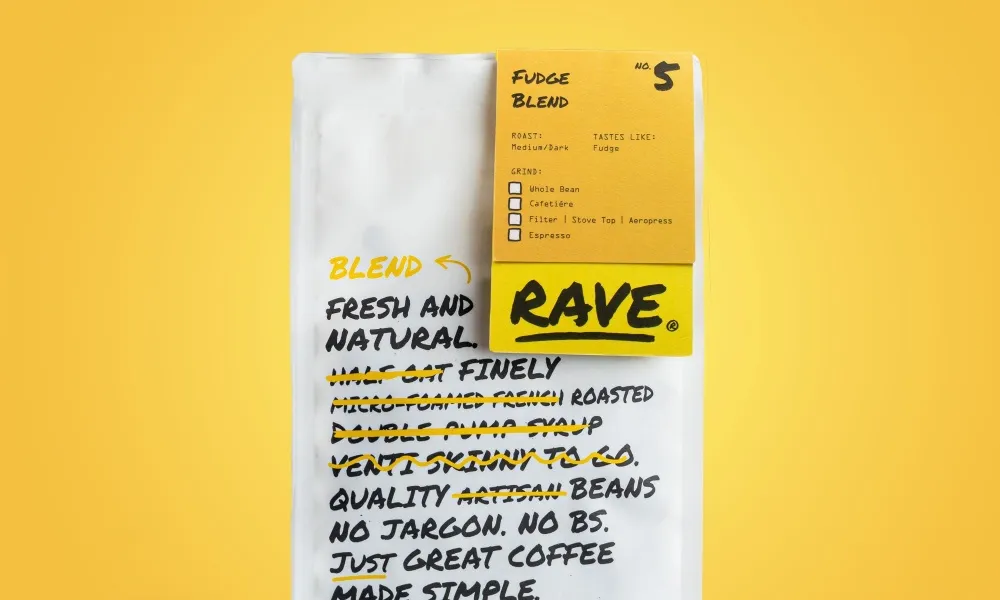 FUDGE
BLEND
NO. 5
ROAST:
Medium/Dark
TASTES LIKE:
Fudge
GRIND:
Whole Bean
Cafetière
Filter | Stove Top | Aeropress
Espresso
RAVE®
BLEND
FRESH AND
NATURAL.
HALF CAT FINELY
MICRO-FOAMED FRENCH ROASTED
DOUBLE PUMP SYRUP
VENTI SKINNY TO GO.
QUALITY ARTISAN BEANS
NO JARGON. NO BS.
JUST GREAT COFFEE
MADE SIMPLE.